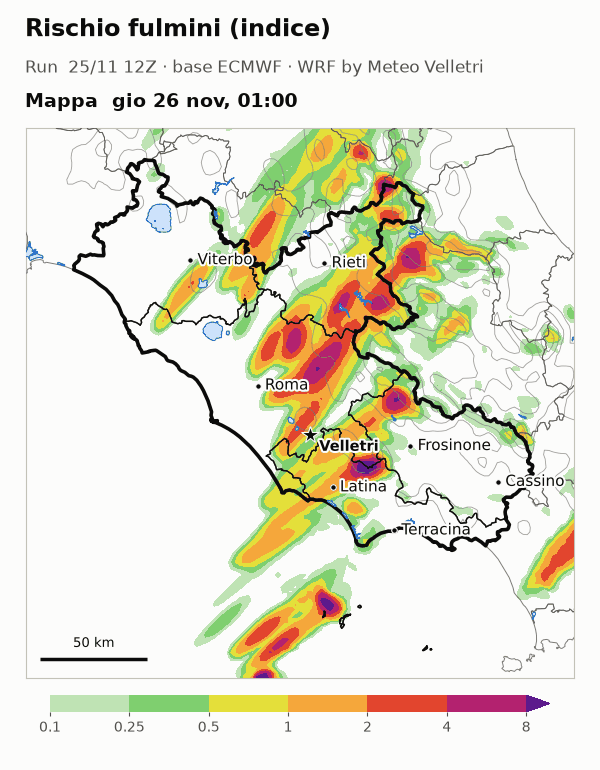 Rischio fulmini (indice)
Run 25/11 12Z · base ECMWF · WRF by Meteo Velletri
Mappa gio 26 nov, 01:00
Viterbo
Rieti
Roma
Velletri
Frosinone
Latina
Cassino
Terracina
50 km
0.1 0.25 0.5 1 2 4 8